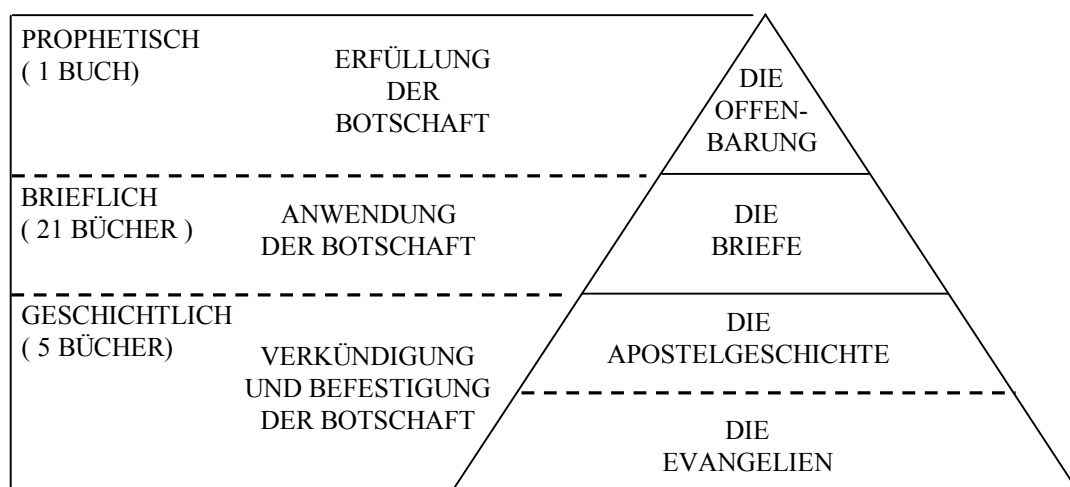 PROPHETISCH
( 1 BUCH)
ERFÜLLUNG
DER
BOTSCHAFT
DIE
OFFEN-
BARUNG
BRIEFLICH
( 21 BÜCHER )
ANWENDUNG
DER BOTSCHAFT
DIE
BRIEFE
GESCHICHTLICH
( 5 BÜCHER)
VERKÜNDIGUNG
UND BEFESTIGUNG
DER BOTSCHAFT
DIE
APOSTELGESCHICHTE
DIE
EVANGELIEN